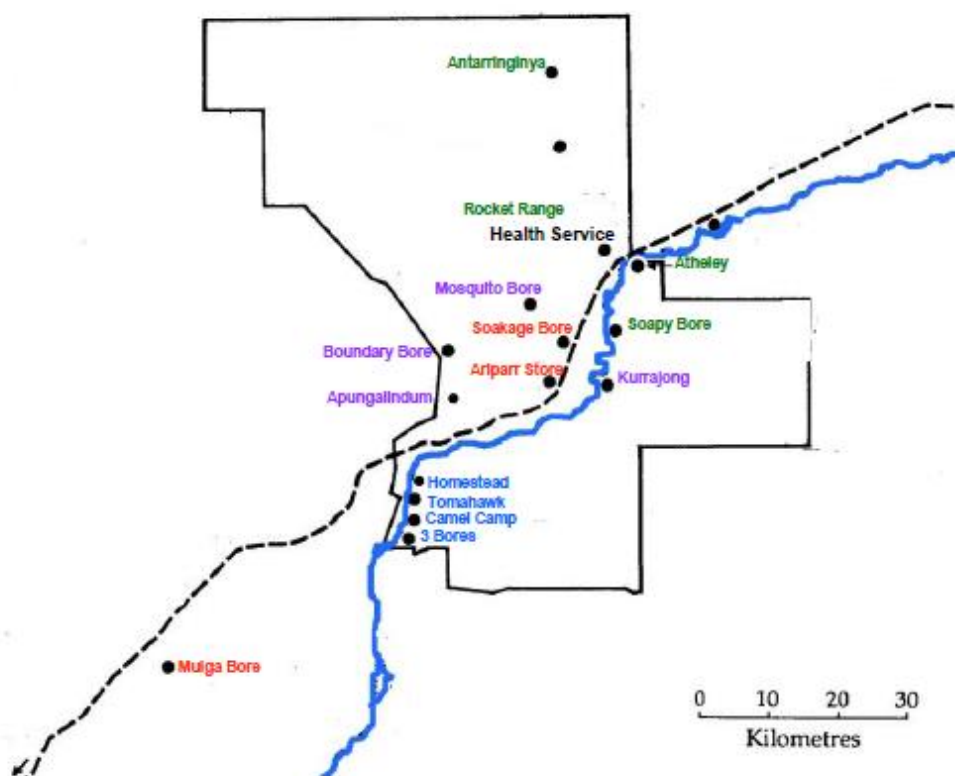 Antarringinya
Rocket Range
Health Service
Atheley
Mosquito Bore
Soakage Bore
Soapy Bore
Boundary Bore
Arlparr Store
Kurrajong
Apungalindum
Homestead
Tomahawk
Camel Camp
3 Bores
Mulga Bore
0 10 20 30
Kilometres